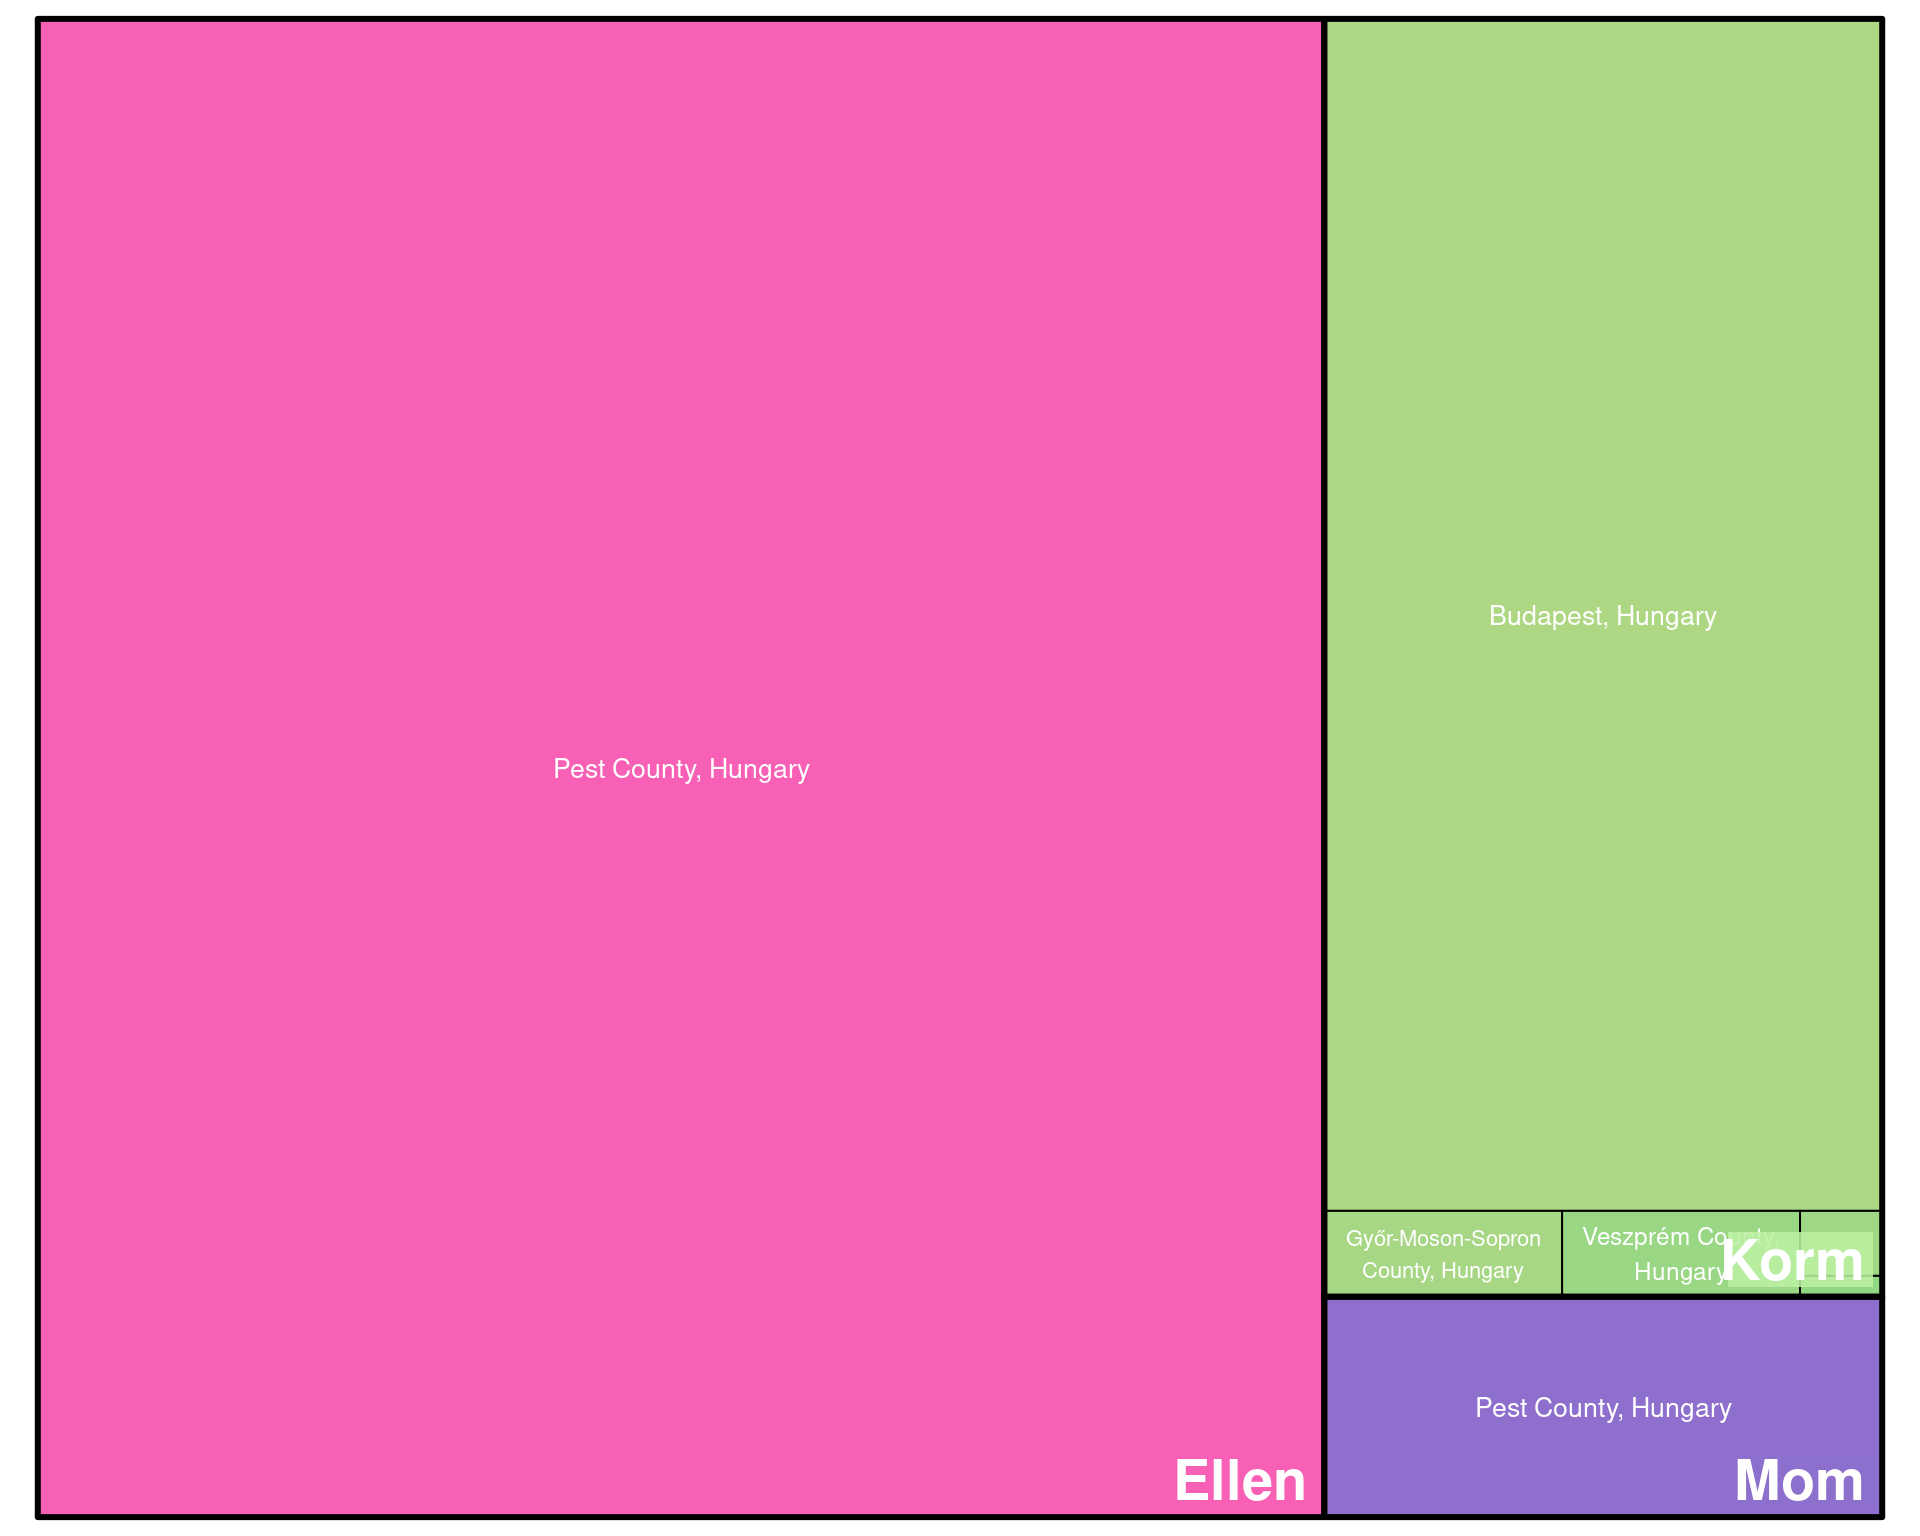 Pest County, Hungary
Ellen
Budapest, Hungary
Győr-Moson-Sopron
County, Hungary
Veszprém County,
Hungary
Korm
Pest County, Hungary
Mom